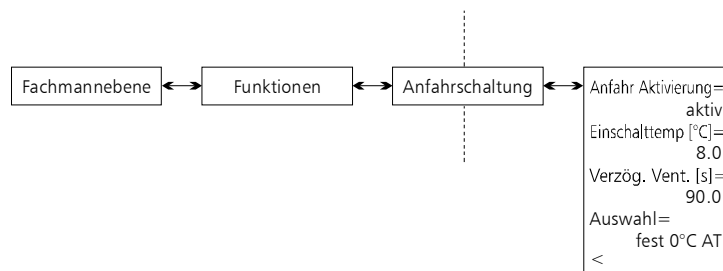 Fachmannebene
Funktionen
Anfahrschaltung
Anfahr Aktivierung=
aktiv
Einschalttemp [°C]=
8.0
Verzög. Vent. [s]=
90.0
Auswahl=
fest 0°C AT
<